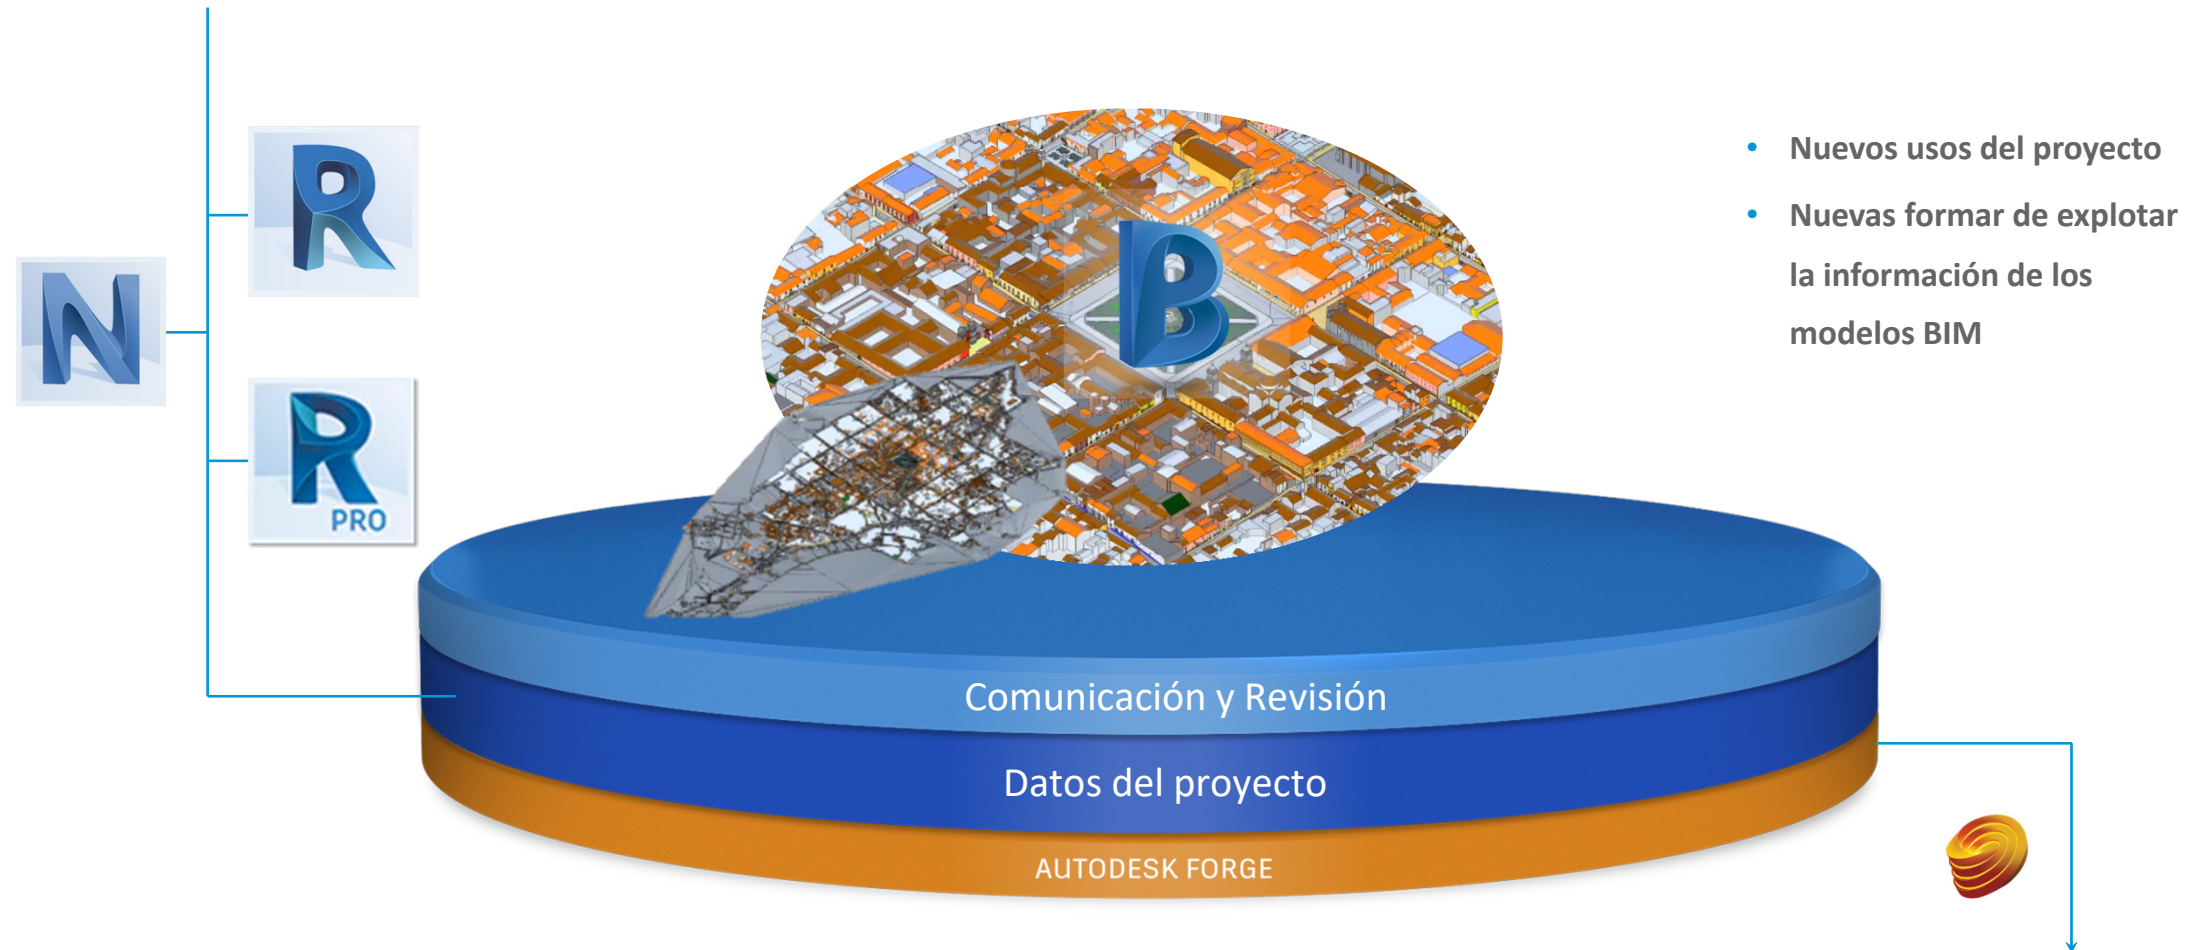 N
R
R
PRO
B
• Nuevos usos del proyecto
• Nuevas formar de explotar
la información de los
modelos BIM
Comunicación y Revisión
Datos del proyecto
AUTODESK FORGE